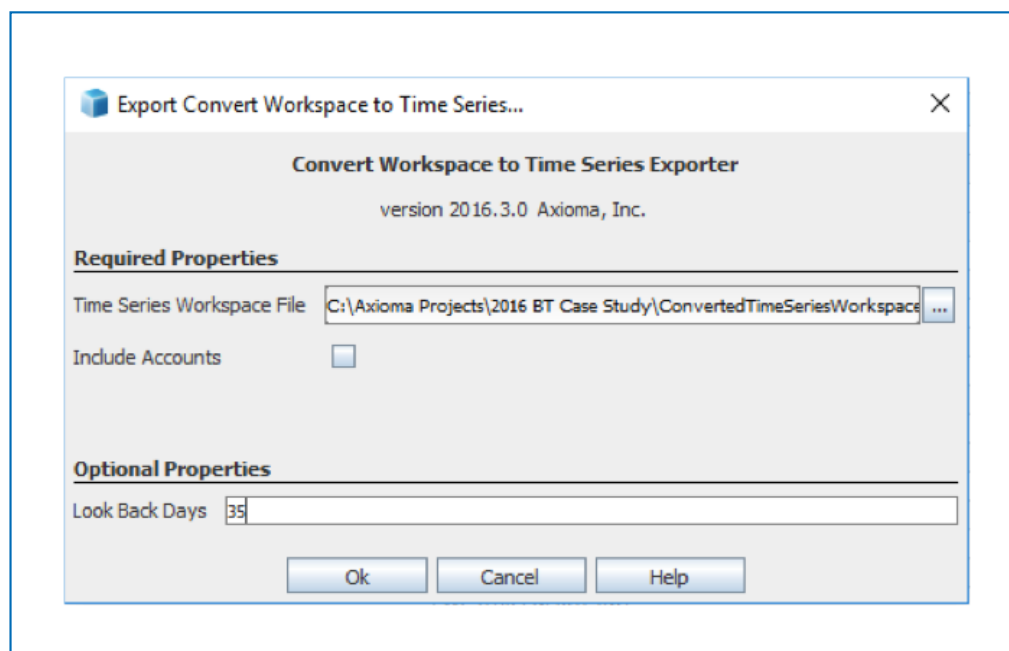 Export Convert Workspace to Time Series...
Convert Workspace to Time Series Exporter
version 2016.3.0 Axioma, Inc.
Required Properties
Time Series Workspace File C:\Axioma Projects\2016 BT Case Study\ConvertedTimeSeriesWorkspace ...
Include Accounts
Optional Properties
Look Back Days 35
Ok Cancel Help